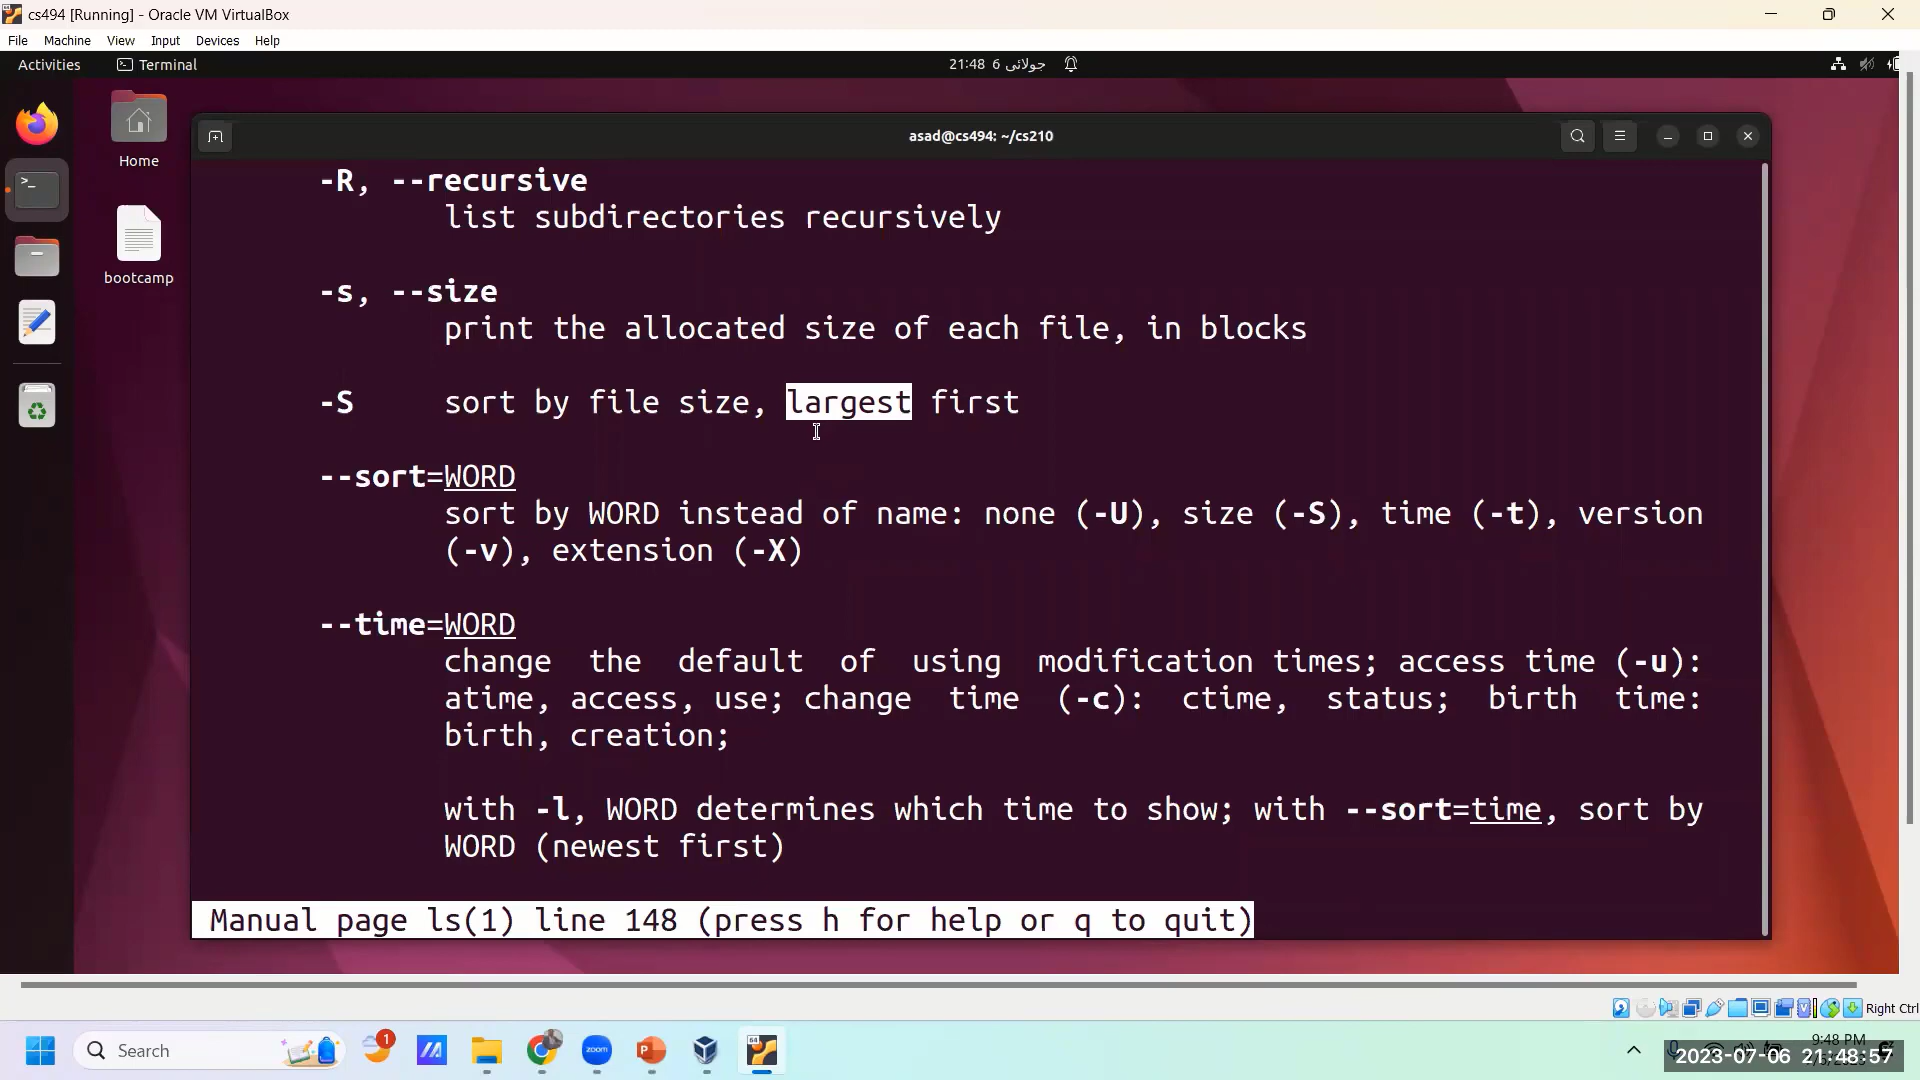 cs494 [Running] - Oracle VM VirtualBox
File Machine View Input Devices Help
Activities Terminal 21:48 6 جولائی
Home
bootcamp
asad@cs494: ~/cs210
-R, --recursive
list subdirectories recursively
-s, --size
print the allocated size of each file, in blocks
-S sort by file size, largest first
--sort=WORD
sort by WORD instead of name: none (-U), size (-S), time (-t), version
(-v), extension (-X)
--time=WORD
change the default of using modification times; access time (-u):
atime, access, use; change time (-c): ctime, status; birth time:
birth, creation;
with -l, WORD determines which time to show; with --sort=time, sort by
WORD (newest first)
Manual page ls(1) line 148 (press h for help or q to quit)
Right Ctrl
Search
1
zoom
64
9:48 PM
2023-07-06 21:48:57